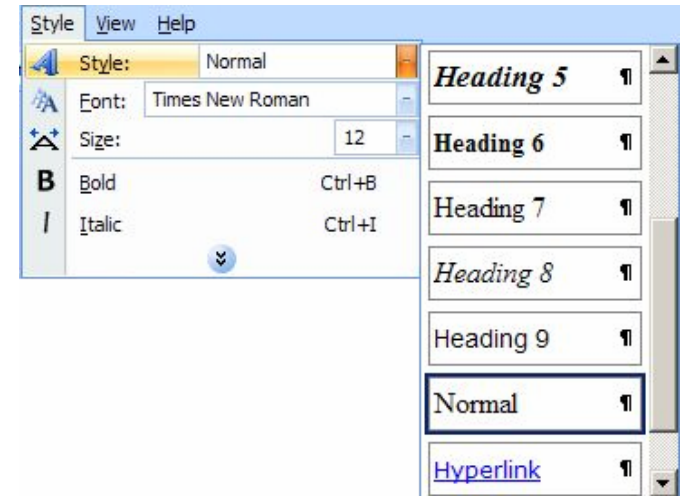 Style View Help
Style: Normal
Font: Times New Roman
Size: 12
B Bold Ctrl+B
I Italic Ctrl+I
Heading 5 ¶
Heading 6 ¶
Heading 7 ¶
Heading 8 ¶
Heading 9 ¶
Normal ¶
Hyperlink ¶